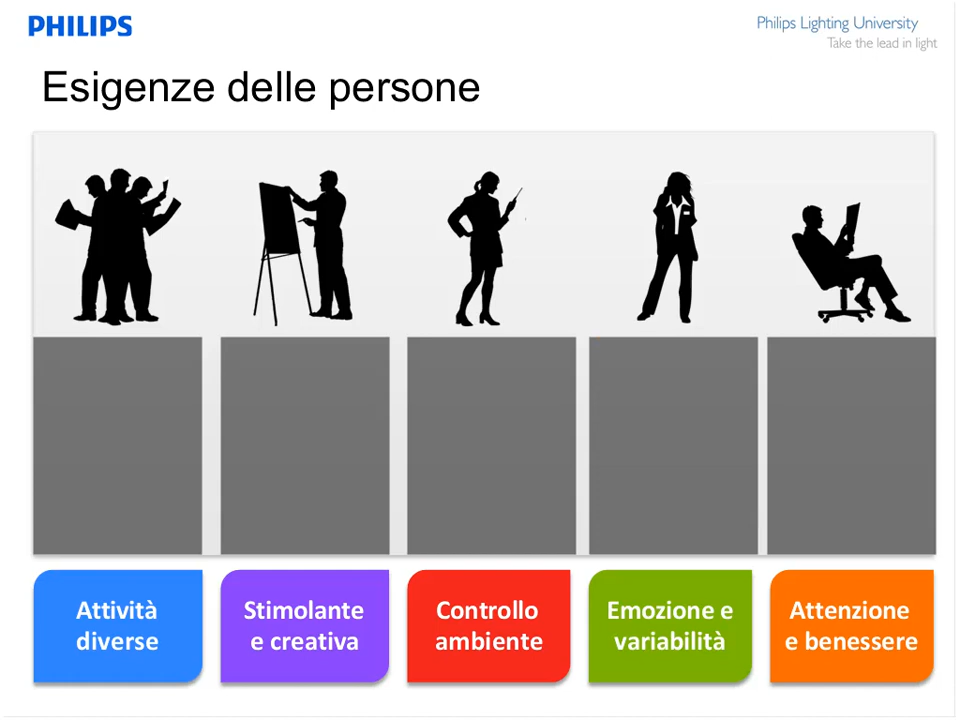 PHILIPS
Philips Lighting University
Take the lead in light
Esigenze delle persone
Attività
diverse
Stimolante
e creativa
Controllo
ambiente
Emozione e
variabilità
Attenzione
e benessere